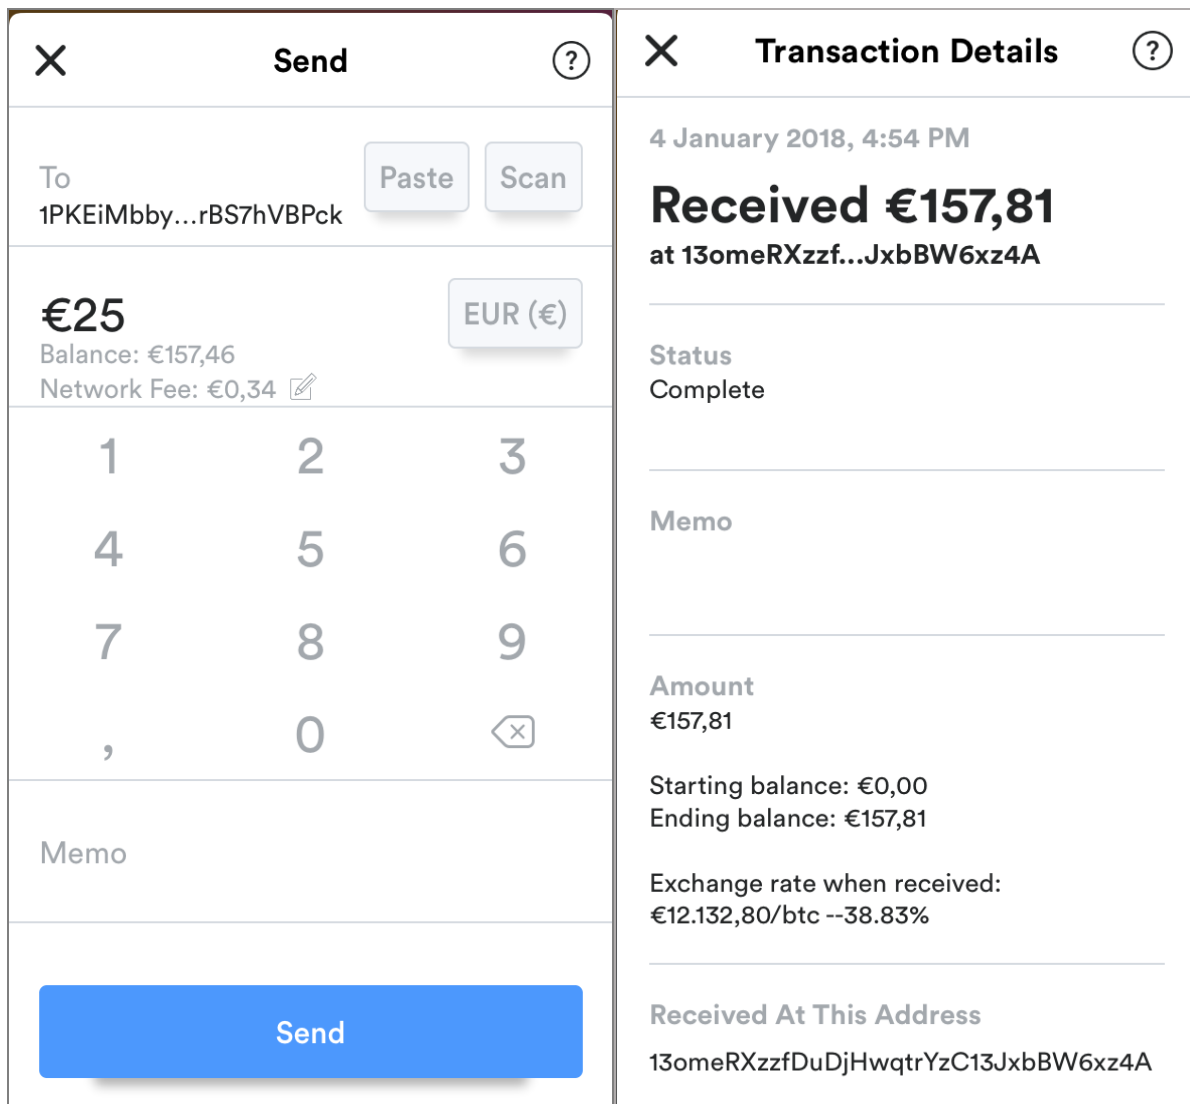 Send
?
To
Paste
Scan
1PKEiMbby...rBS7hVBPck
€25
EUR (€)
Balance: €157,46
Network Fee: €0,34
1 2 3
4 5 6
7 8 9
, 0
Memo
Send
Transaction Details
?
4 January 2018, 4:54 PM
Received €157,81
at 13omeRXzzf...JxbBW6xz4A
Status
Complete
Memo
Amount
€157,81
Starting balance: €0,00
Ending balance: €157,81
Exchange rate when received:
€12.132,80/btc --38.83%
Received At This Address
13omeRXzzfDuDjHwqtrYzC13JxbBW6xz4A